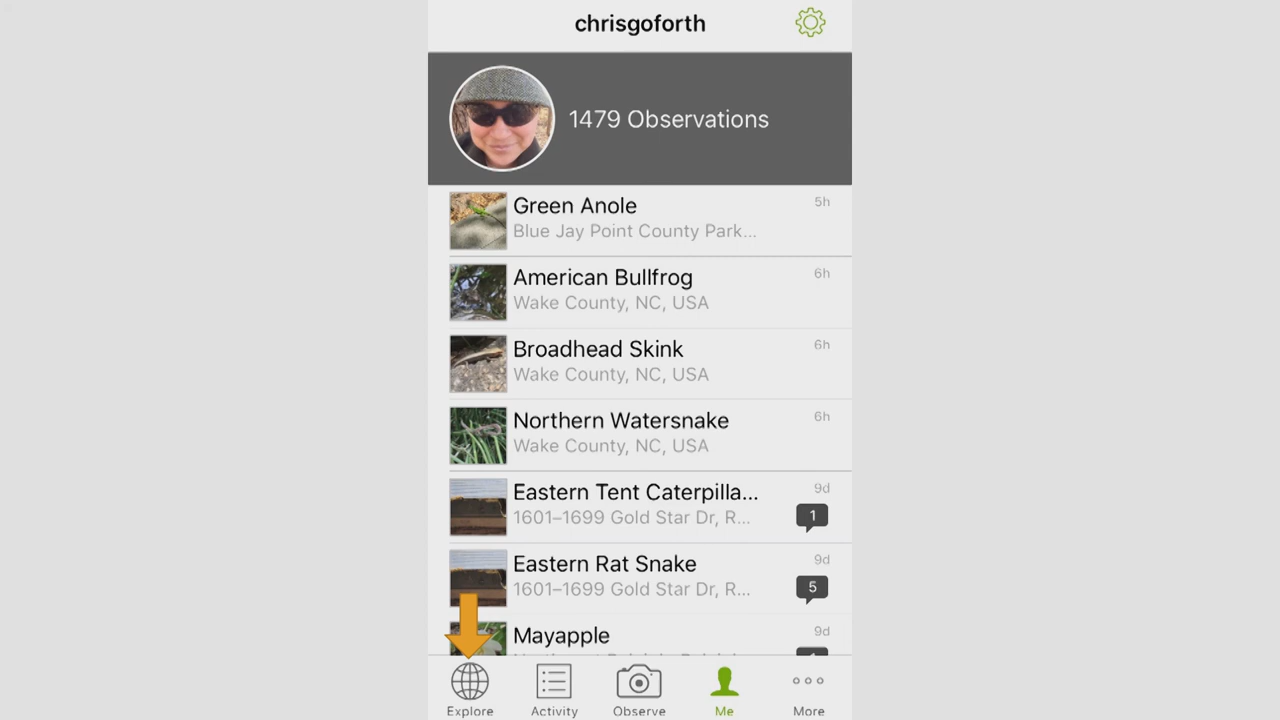 chrisgoforth
1479 Observations
Green Anole
5h
Blue Jay Point County Park...
American Bullfrog
6h
Wake County, NC, USA
Broadhead Skink
6h
Wake County, NC, USA
Northern Watersnake
6h
Wake County, NC, USA
Eastern Tent Caterpilla...
9d
1601–1699 Gold Star Dr, R...
1
Eastern Rat Snake
9d
1601–1699 Gold Star Dr, R...
5
Mayapple
9d
Explore
Activity
Observe
Me
More